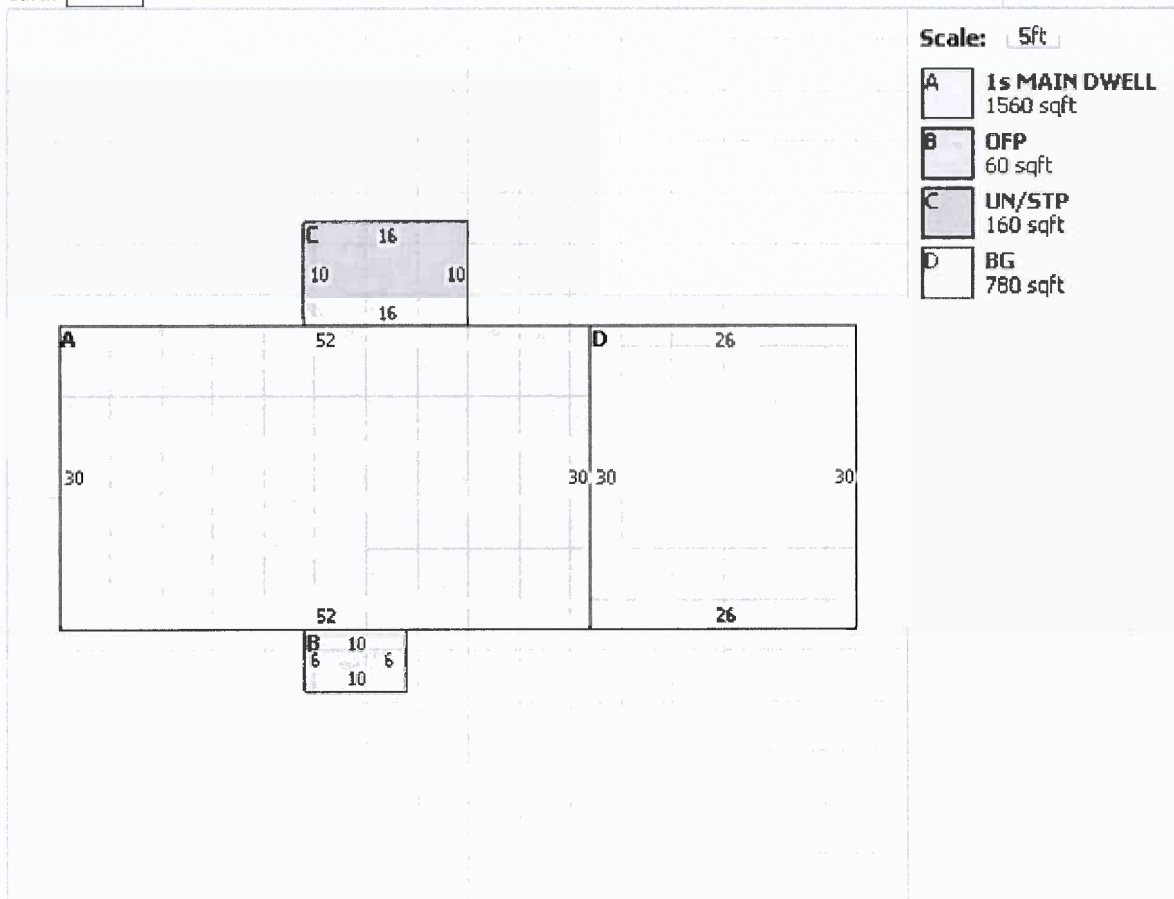 Scale: 5ft
A 1s MAIN DWELL
1560 sqft
B OFP
60 sqft
C UN/STP
160 sqft
D BG
780 sqft
C 16
10 10
16
A 52 D 26
30 30 30 30
52 26
B 10
6 6
10